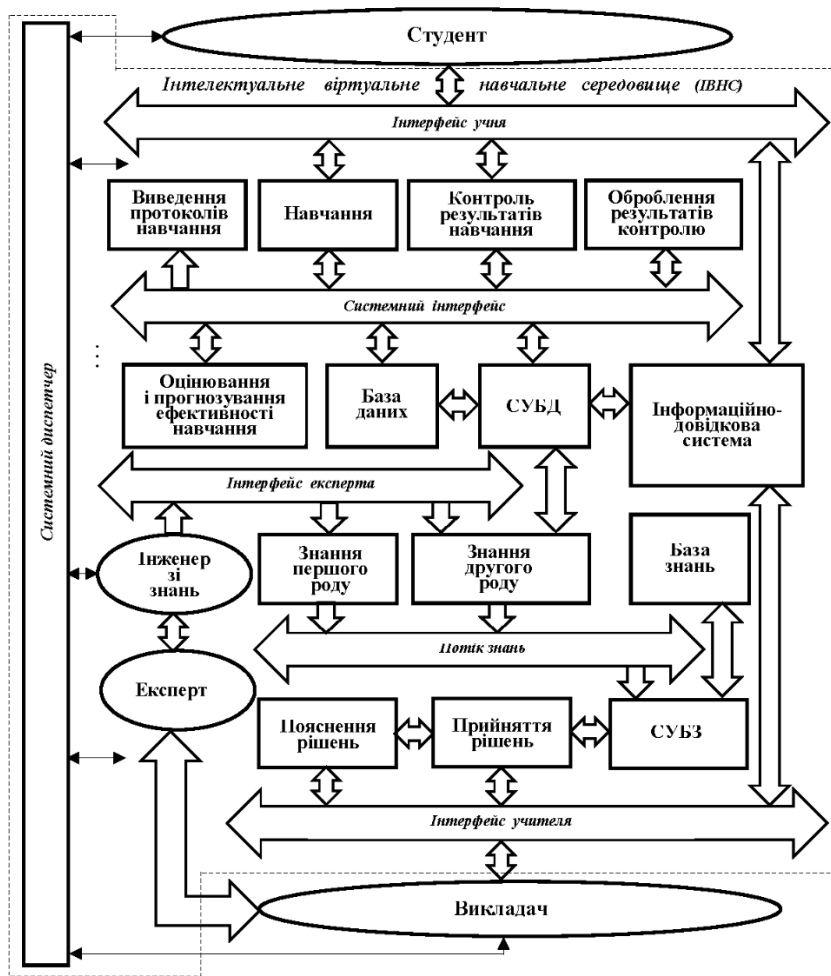 Студент
Інтелектуальне віртуальне навчальне середовище (ІВНС)
Інтерфейс учня
Виведення
протоколів
навчання
Навчання
Контроль
результатів
навчання
Оброблення
результатів
контролю
Системний інтерфейс
...
Оцінювання
і прогнозування
ефективності
навчання
База
даних
СУБД
Інформаційно-
довідкова
система
Системний диспетчер
Інтерфейс експерта
Інженер
зі
знань
Знання
першого
роду
Знання
другого
роду
База
знань
Потік знань
Експерт
Пояснення
рішень
Прийняття
рішень
СУБЗ
Інтерфейс учителя
Викладач